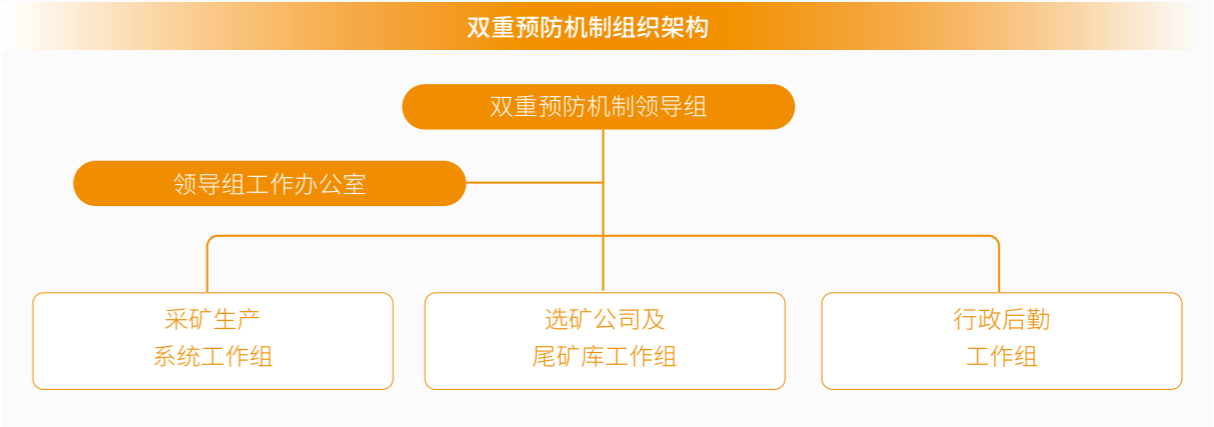 双重预防机制组织架构
双重预防机制领导组
领导组工作办公室
采矿生产
系统工作组
选矿公司及
尾矿库工作组
行政后勤
工作组